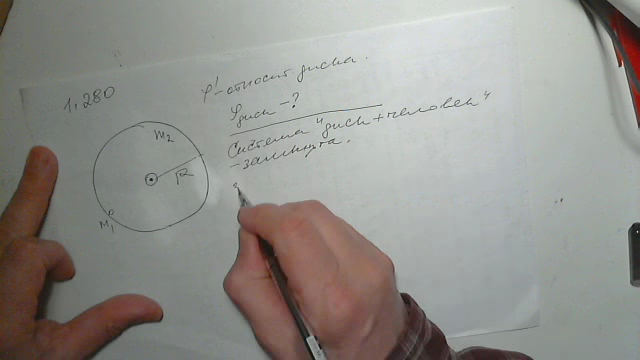 1.280
φ' - относит диска.
φдиск - ?
Система "диск + человек"
- замкнута.
m2
R
m1